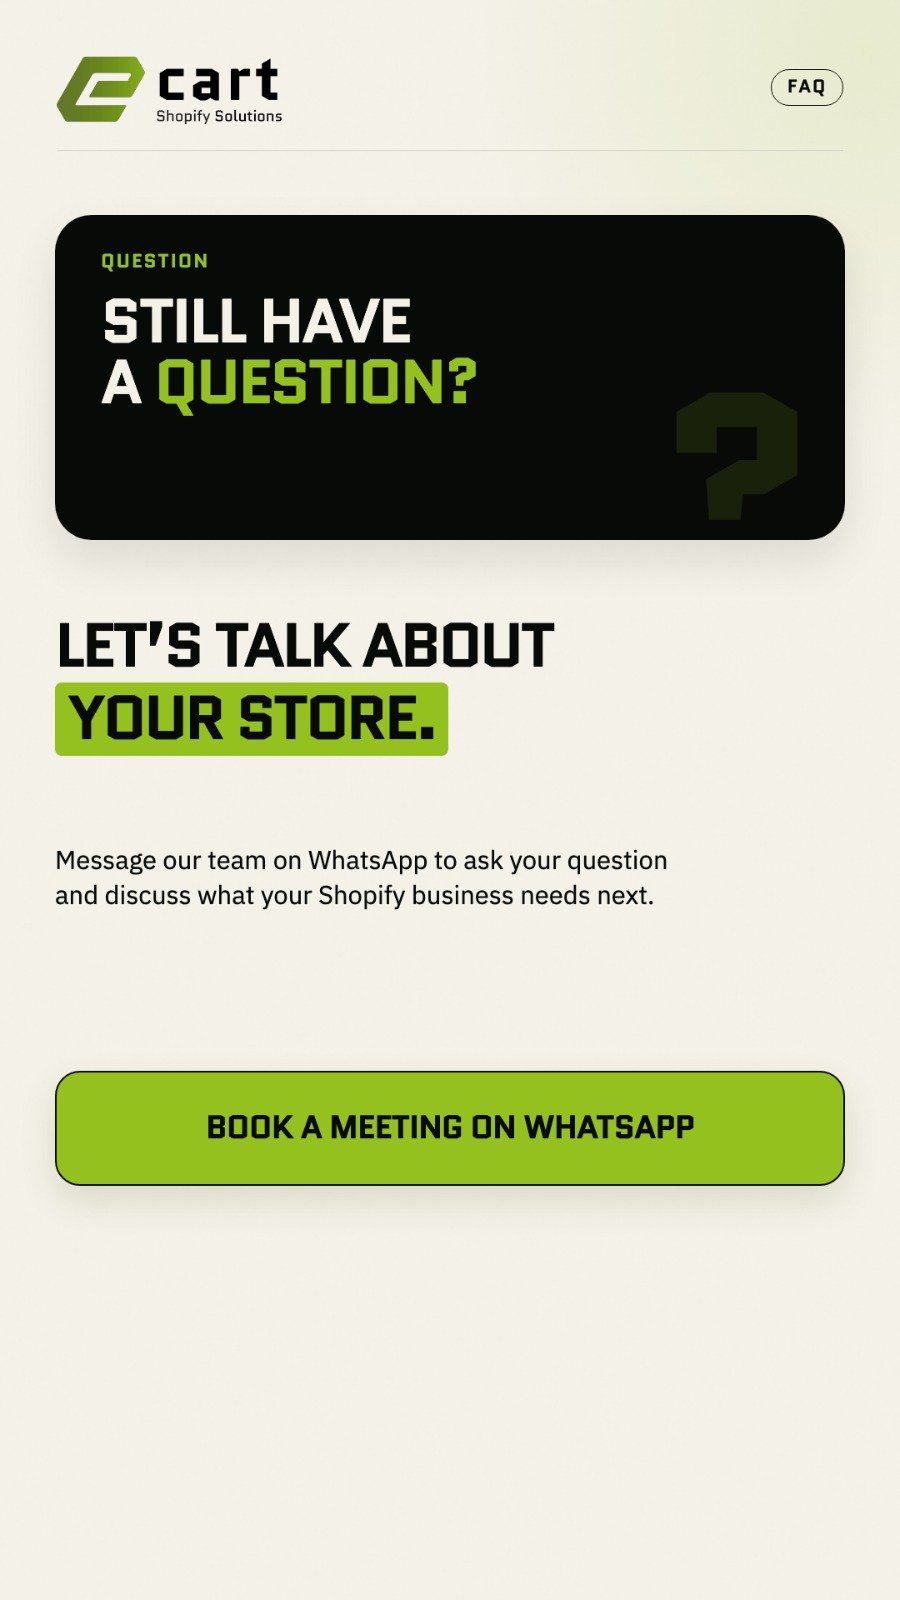 cart
Shopify Solutions
FAQ
QUESTION
STILL HAVE
A QUESTION?
?
LET'S TALK ABOUT
YOUR STORE.
Message our team on WhatsApp to ask your question
and discuss what your Shopify business needs next.
BOOK A MEETING ON WHATSAPP